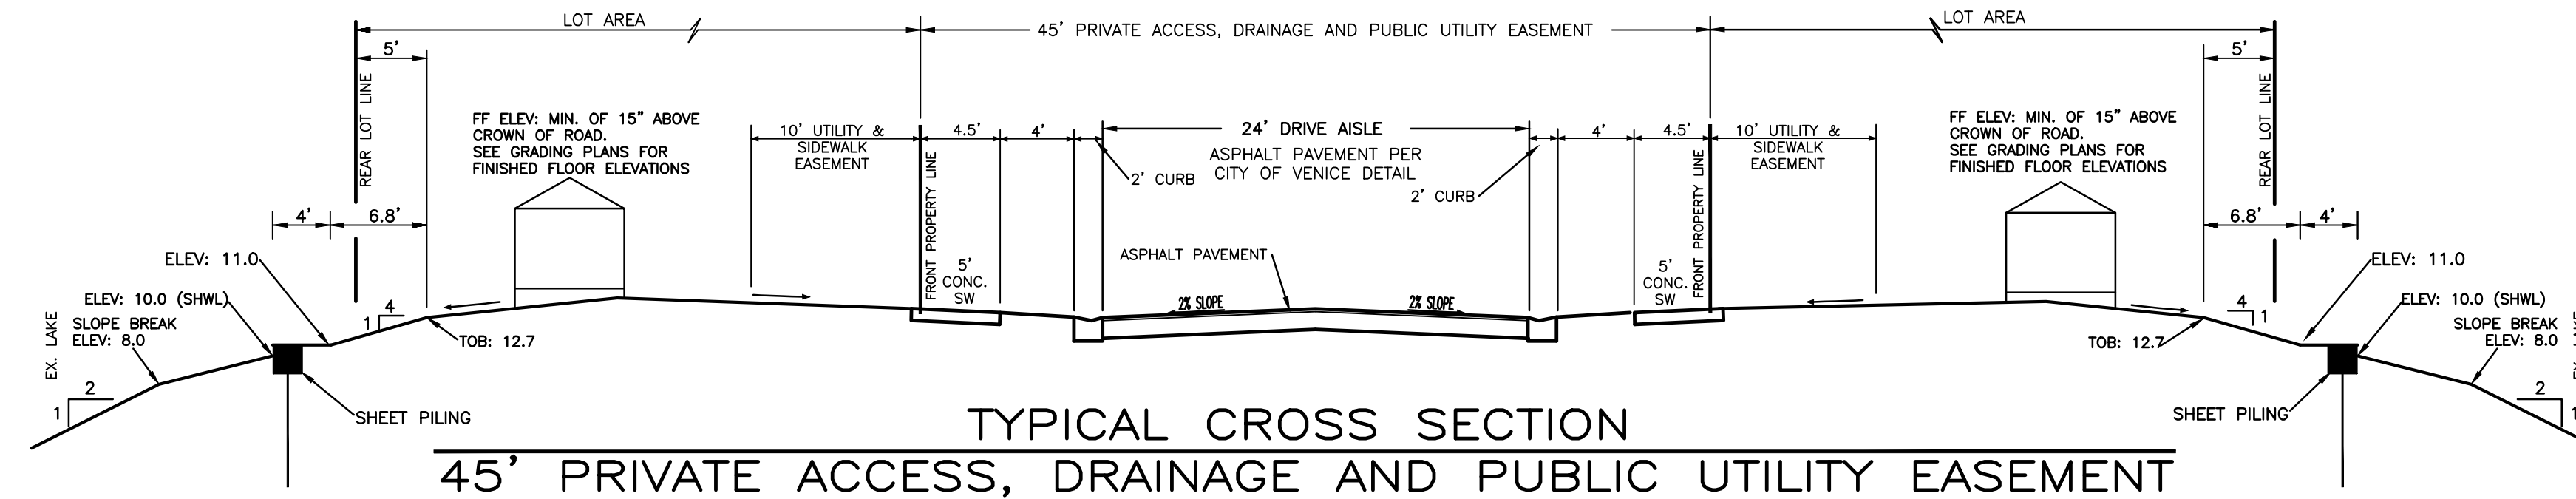 LOT AREA
45' PRIVATE ACCESS, DRAINAGE AND PUBLIC UTILITY EASEMENT
LOT AREA
5'
5'
REAR LOT LINE
FF ELEV: MIN. OF 15" ABOVE
CROWN OF ROAD.
SEE GRADING PLANS FOR
FINISHED FLOOR ELEVATIONS
10' UTILITY &
SIDEWALK
EASEMENT
4.5'
4'
24' DRIVE AISLE
ASPHALT PAVEMENT PER
CITY OF VENICE DETAIL
2' CURB
2' CURB
4'
4.5'
10' UTILITY &
SIDEWALK
EASEMENT
FF ELEV: MIN. OF 15" ABOVE
CROWN OF ROAD.
SEE GRADING PLANS FOR
FINISHED FLOOR ELEVATIONS
REAR LOT LINE
FRONT PROPERTY LINE
FRONT PROPERTY LINE
4'
6.8'
6.8'
4'
ELEV: 11.0
ASPHALT PAVEMENT
ELEV: 11.0
5'
CONC.
SW
5'
CONC.
SW
ELEV: 10.0 (SHWL)
4
1
2% SLOPE
2% SLOPE
4
1
ELEV: 10.0 (SHWL)
EX. LAKE
SLOPE BREAK
ELEV: 8.0
TOB: 12.7
TOB: 12.7
SLOPE BREAK
ELEV: 8.0
2
1
SHEET PILING
SHEET PILING
2
1
TYPICAL CROSS SECTION
45' PRIVATE ACCESS, DRAINAGE AND PUBLIC UTILITY EASEMENT